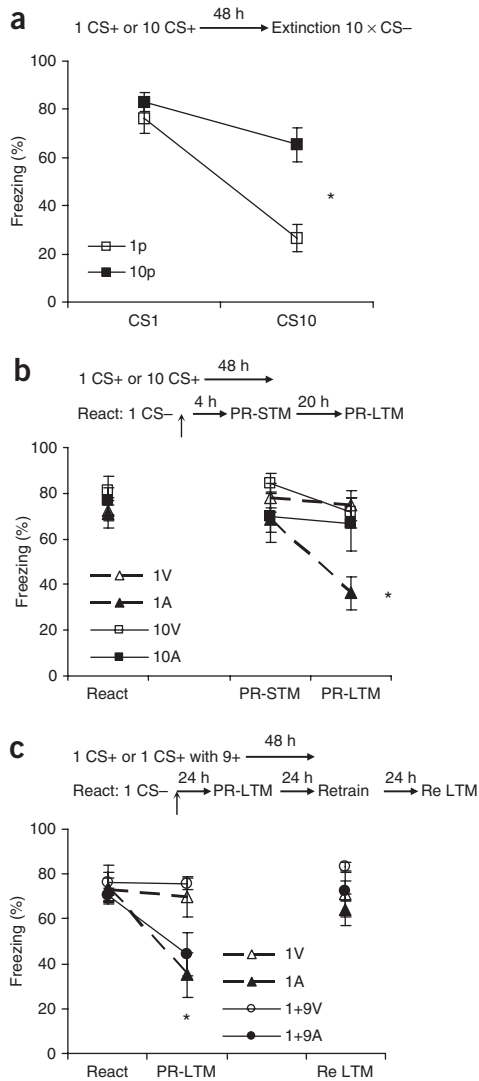 a
48 h
1 CS+ or 10 CS+ Extinction 10 × CS–
100
80
60
40
20
0
Freezing (%)
*
1p
10p
CS1 CS10
b
48 h
1 CS+ or 10 CS+
4 h 20 h
React: 1 CS– PR-STM PR-LTM
100
80
60
40
20
0
Freezing (%)
1V
1A
10V
10A
*
React PR-STM PR-LTM
c
48 h
1 CS+ or 1 CS+ with 9+
24 h 24 h 24 h
React: 1 CS– PR-LTM Retrain Re LTM
100
80
60
40
20
0
Freezing (%)
1V
1A
1+9V
1+9A
*
React PR-LTM Re LTM